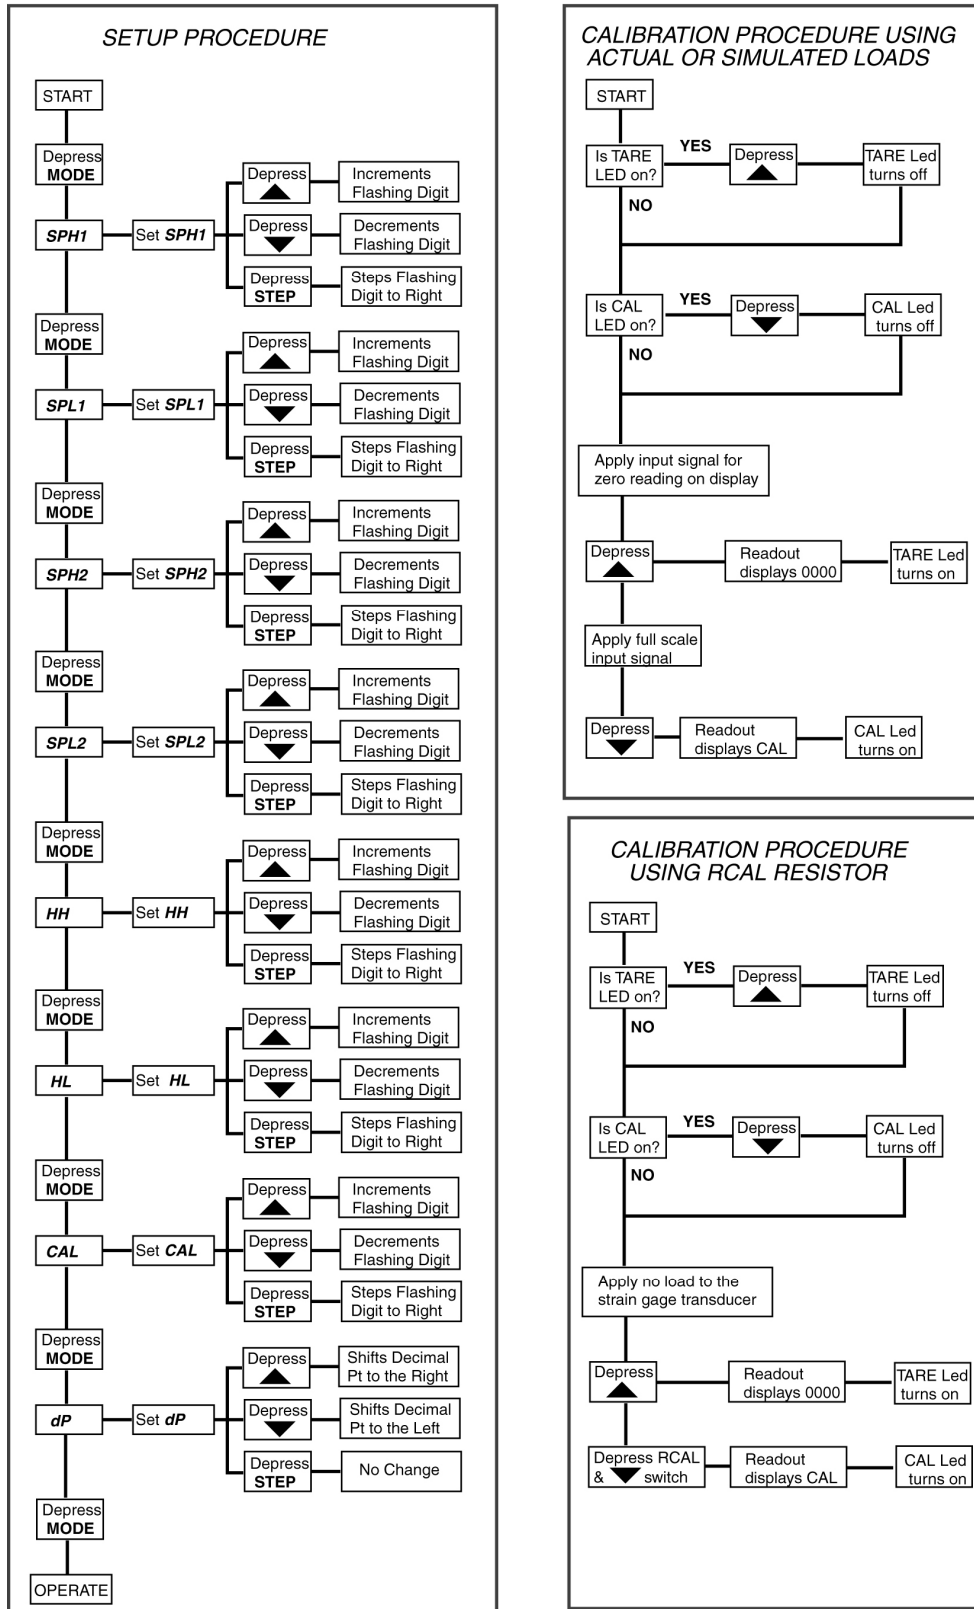 SETUP PROCEDURE
START
Depress
MODE
SPH1
Set SPH1
Depress
Increments
Flashing Digit
Depress
Decrements
Flashing Digit
Depress
STEP
Steps Flashing
Digit to Right
Depress
MODE
SPL1
Set SPL1
Depress
Increments
Flashing Digit
Depress
Decrements
Flashing Digit
Depress
STEP
Steps Flashing
Digit to Right
Depress
MODE
SPH2
Set SPH2
Depress
Increments
Flashing Digit
Depress
Decrements
Flashing Digit
Depress
STEP
Steps Flashing
Digit to Right
Depress
MODE
SPL2
Set SPL2
Depress
Increments
Flashing Digit
Depress
Decrements
Flashing Digit
Depress
STEP
Steps Flashing
Digit to Right
Depress
MODE
HH
Set HH
Depress
Increments
Flashing Digit
Depress
Decrements
Flashing Digit
Depress
STEP
Steps Flashing
Digit to Right
Depress
MODE
HL
Set HL
Depress
Increments
Flashing Digit
Depress
Decrements
Flashing Digit
Depress
STEP
Steps Flashing
Digit to Right
Depress
MODE
CAL
Set CAL
Depress
Increments
Flashing Digit
Depress
Decrements
Flashing Digit
Depress
STEP
Steps Flashing
Digit to Right
Depress
MODE
dP
Set dP
Depress
Shifts Decimal
Pt to the Right
Depress
Shifts Decimal
Pt to the Left
Depress
STEP
No Change
Depress
MODE
OPERATE
CALIBRATION PROCEDURE USING
ACTUAL OR SIMULATED LOADS
START
Is TARE
LED on?
YES
Depress
TARE Led
turns off
NO
Is CAL
LED on?
YES
Depress
CAL Led
turns off
NO
Apply input signal for
zero reading on display
Depress
Readout
displays 0000
TARE Led
turns on
Apply full scale
input signal
Depress
Readout
displays CAL
CAL Led
turns on
CALIBRATION PROCEDURE
USING RCAL RESISTOR
START
Is TARE
LED on?
YES
Depress
TARE Led
turns off
NO
Is CAL
LED on?
YES
Depress
CAL Led
turns off
NO
Apply no load to the
strain gage transducer
Depress
Readout
displays 0000
TARE Led
turns on
Depress RCAL
& switch
Readout
displays CAL
CAL Led
turns on